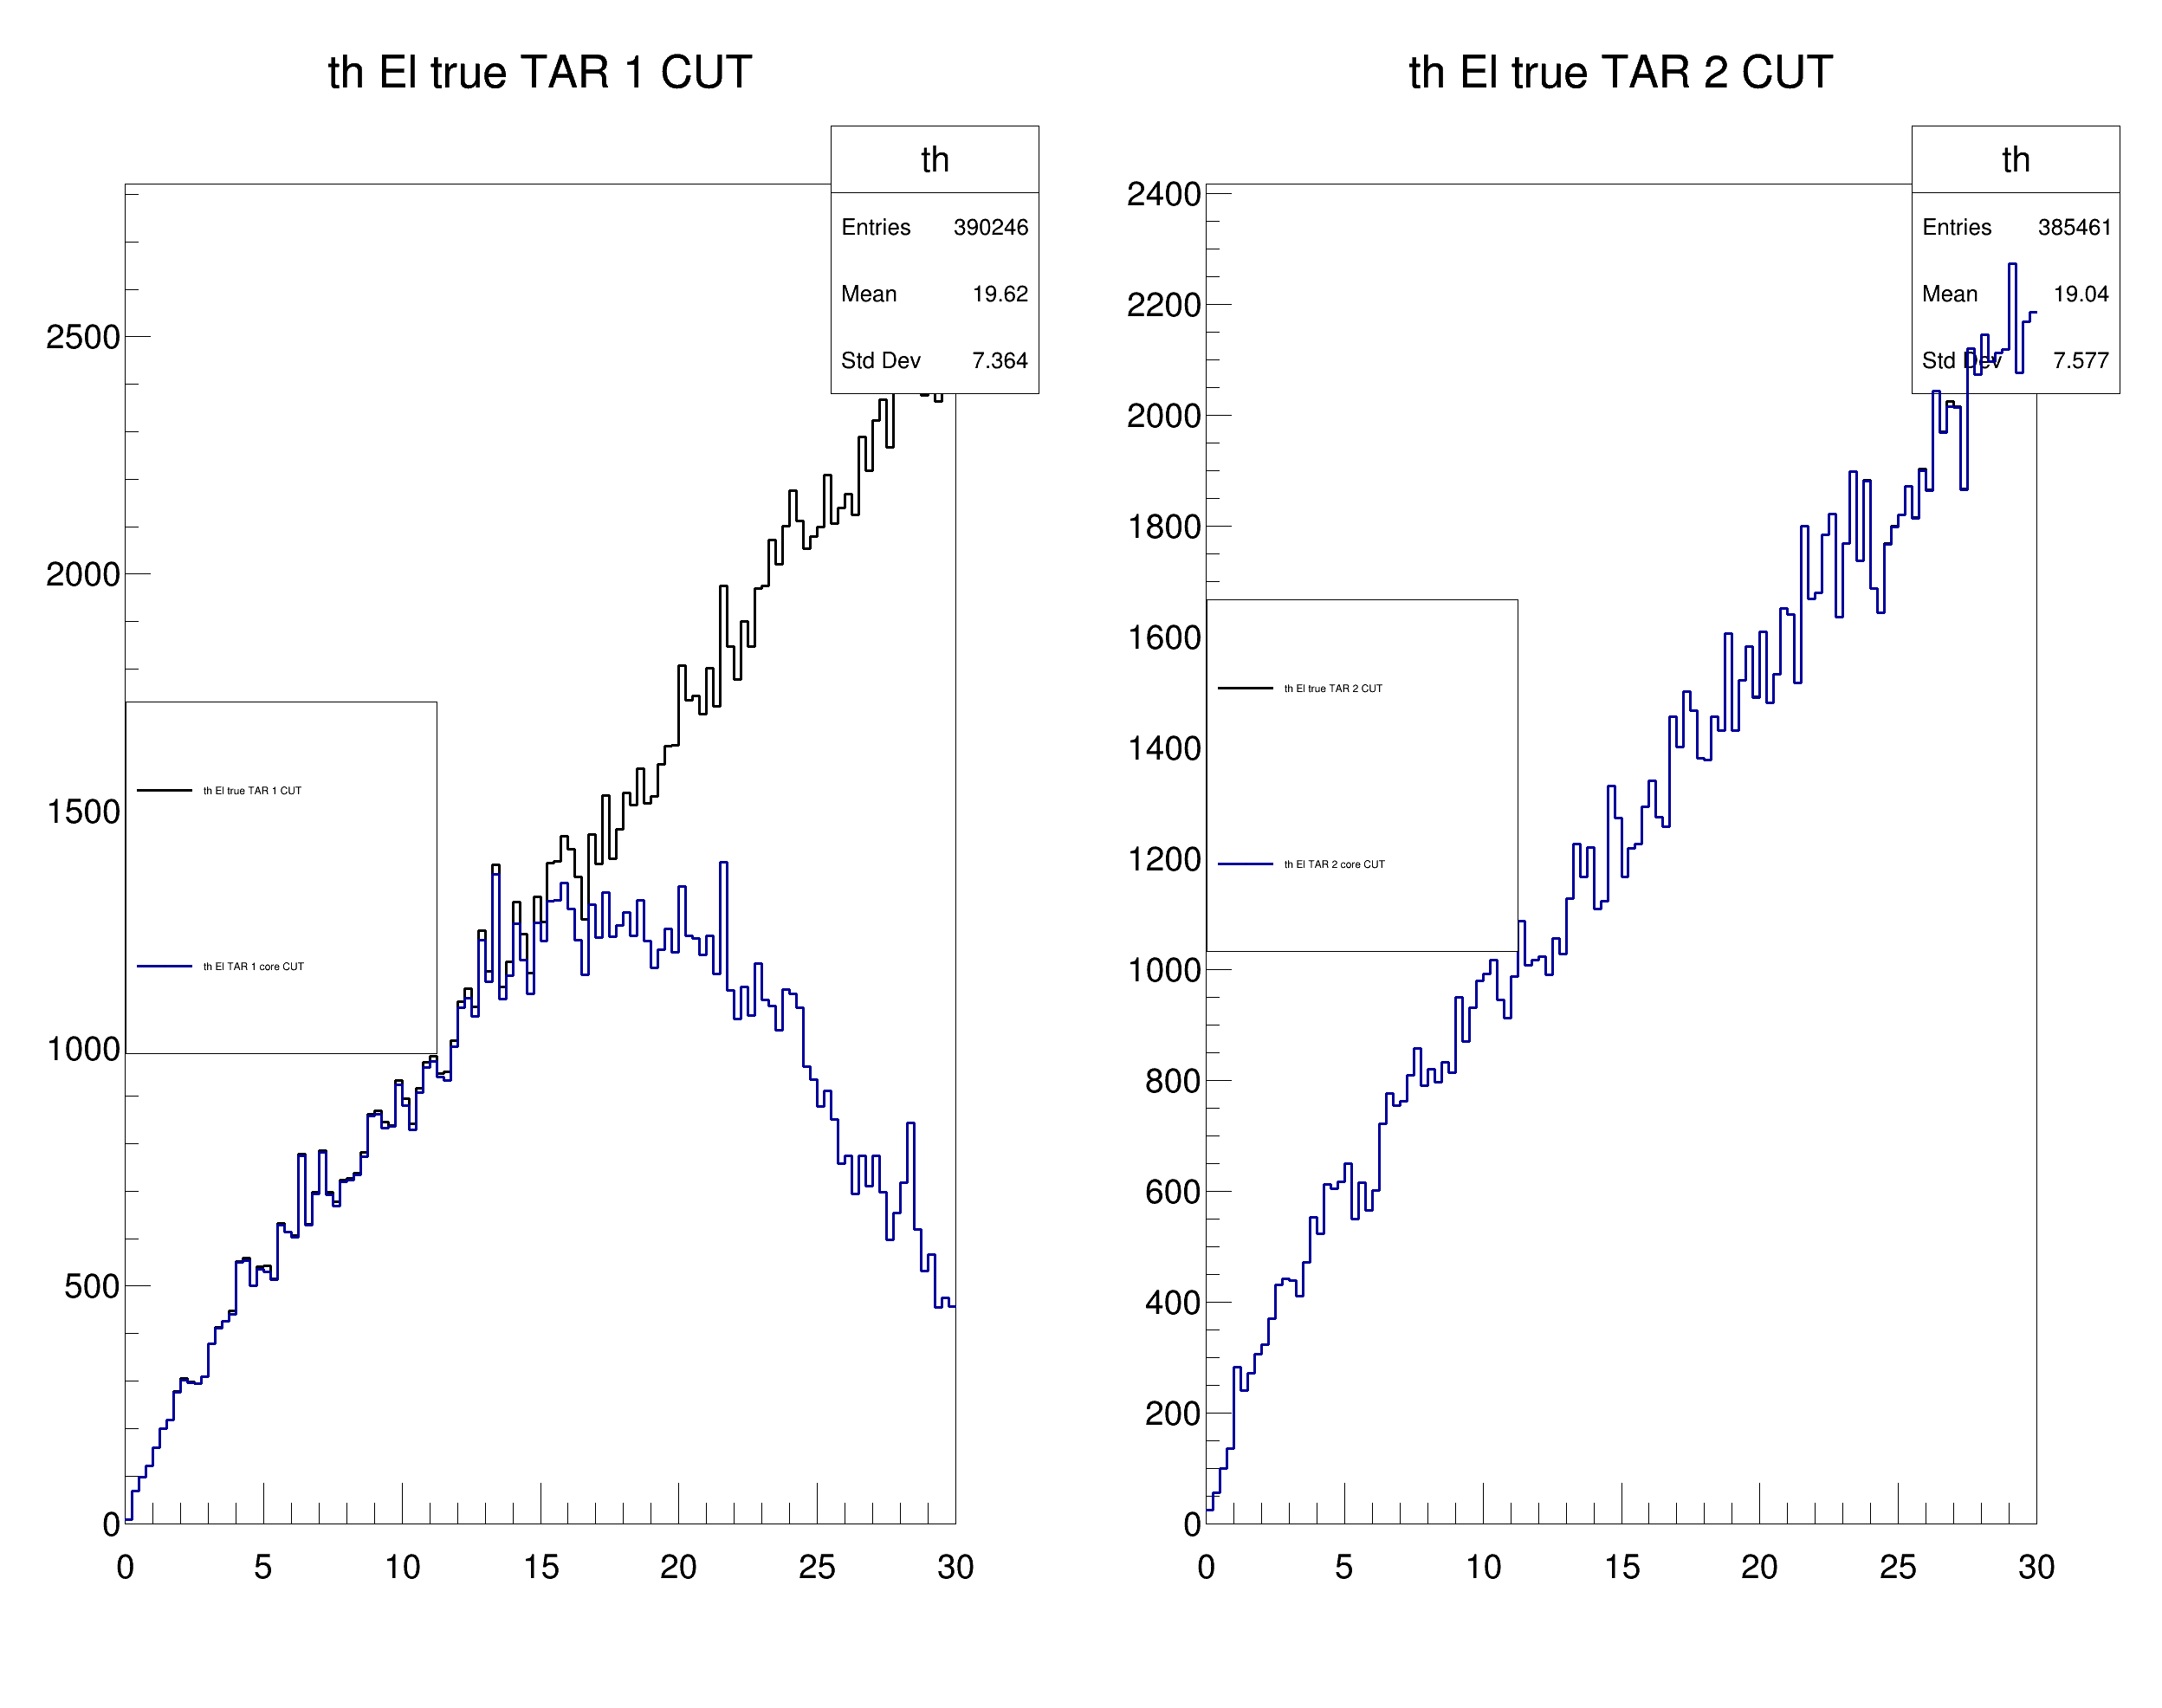 th El true TAR 1 CUT
th
Entries 390246
Mean 19.62
Std Dev 7.364
2500
2000
1500
1000
500
0
th El true TAR 1 CUT
th El TAR 1 core CUT
0 5 10 15 20 25 30
th El true TAR 2 CUT
th
Entries 385461
Mean 19.04
Std Dev 7.577
2400
2200
2000
1800
1600
1400
1200
1000
800
600
400
200
0
th El true TAR 2 CUT
th El TAR 2 core CUT
0 5 10 15 20 25 30